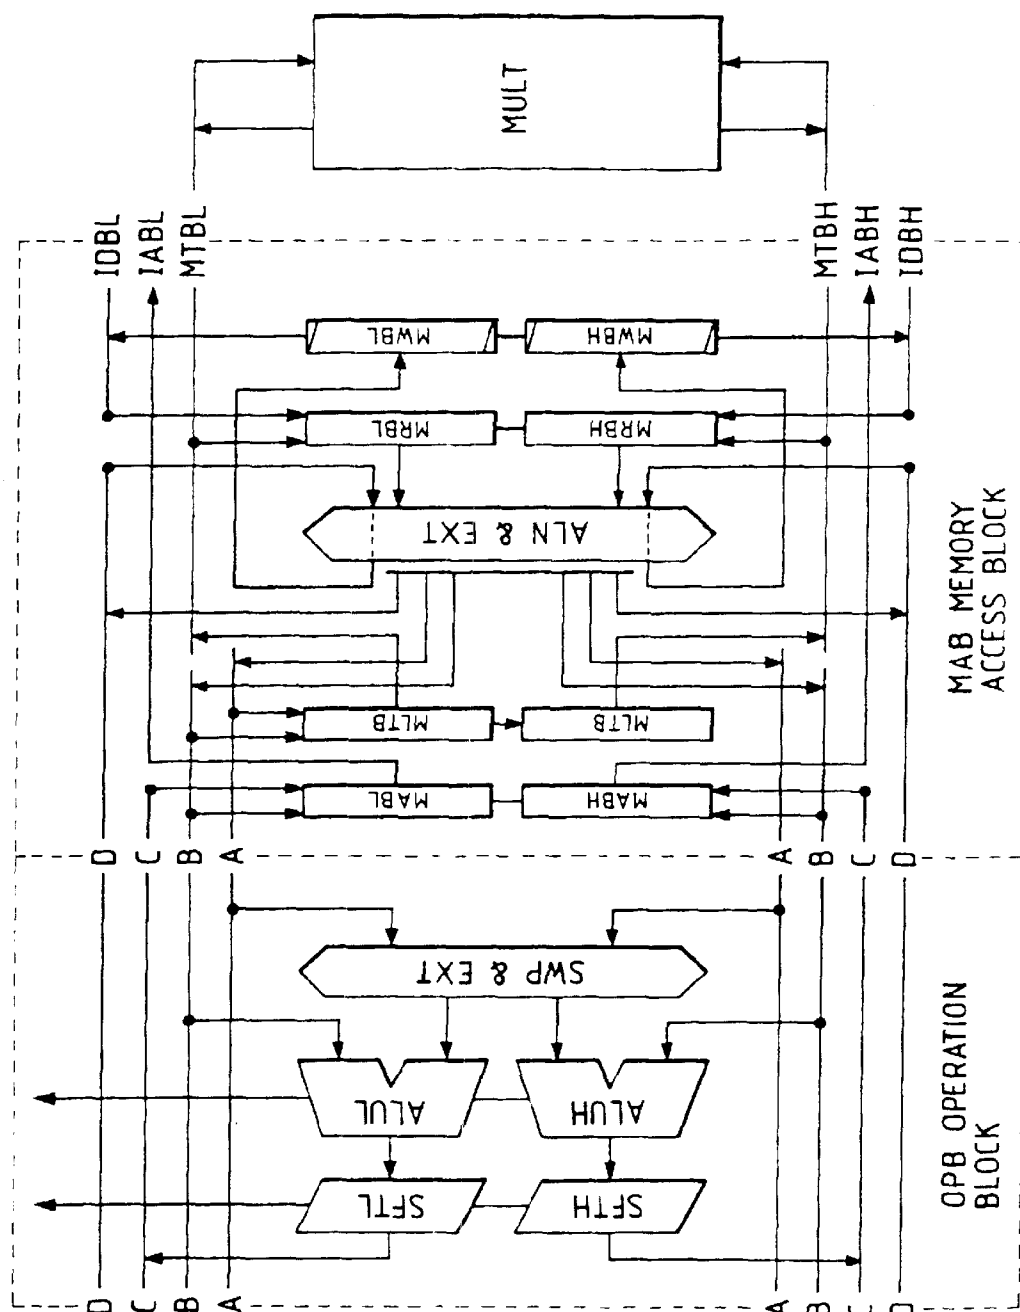 MULT
IDBL
IABL
MTBL
MTBH
IABH
IDBH
MWBL
MWBH
MRBL
MRBH
ALN & EXT
MAB MEMORY
ACCESS BLOCK
MLTB
MLTB
MABL
MABH
D
C
B
A
A
B
C
D
SWP & EXT
ALUL
ALUH
OPB OPERATION
BLOCK
SFTL
SFTH
D
C
B
A
A
B
C
D